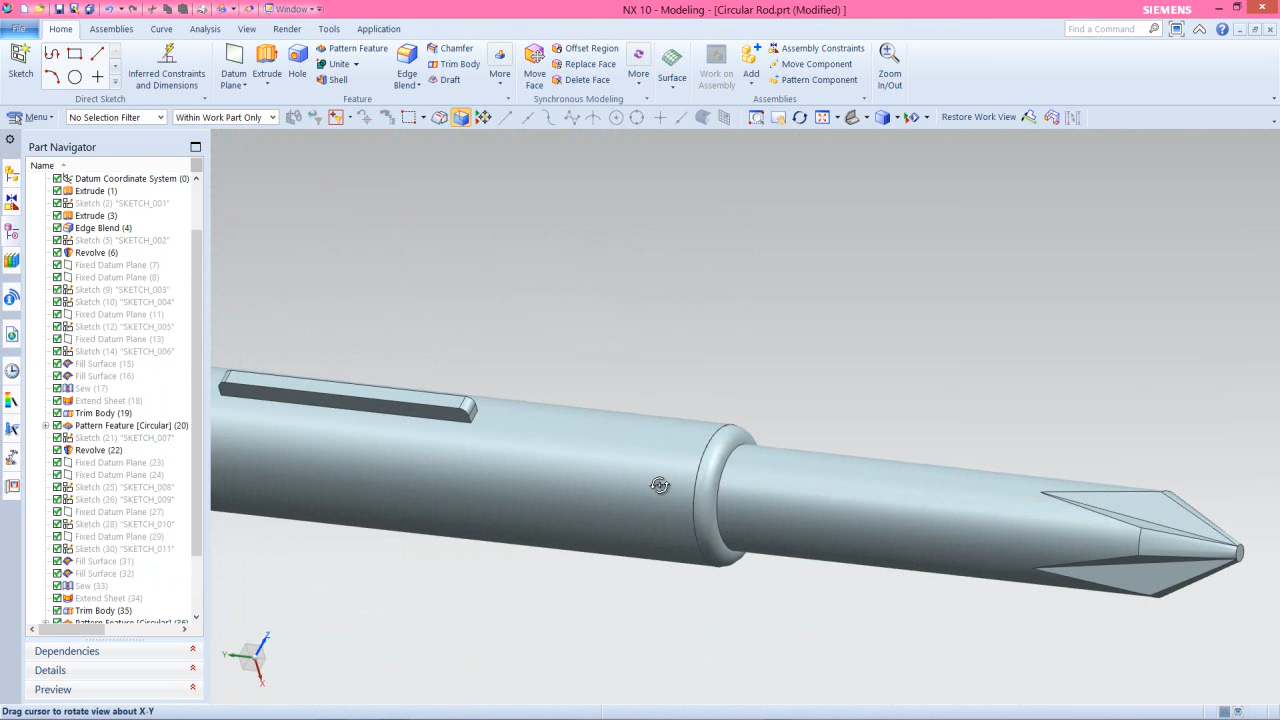 NX 10 - Modeling - [Circular Rod.prt (Modified) ]
SIEMENS
Window
File
Home
Assemblies
Curve
Analysis
View
Render
Tools
Application
Find a Command
Sketch
Inferred Constraints
and Dimensions
Direct Sketch
Datum
Plane
Extrude
Hole
Pattern Feature
Unite
Shell
Edge
Blend
Chamfer
Trim Body
Draft
More
Feature
Move
Face
Offset Region
Replace Face
Delete Face
More
Synchronous Modeling
Surface
Work on
Assembly
Add
Assembly Constraints
Move Component
Pattern Component
Assemblies
Zoom
In/Out
Menu
No Selection Filter
Within Work Part Only
Restore Work View
Part Navigator
Name
Datum Coordinate System (0)
Extrude (1)
Sketch (2) "SKETCH_001"
Extrude (3)
Edge Blend (4)
Sketch (5) "SKETCH_002"
Revolve (6)
Fixed Datum Plane (7)
Fixed Datum Plane (8)
Sketch (9) "SKETCH_003"
Sketch (10) "SKETCH_004"
Fixed Datum Plane (11)
Sketch (12) "SKETCH_005"
Fixed Datum Plane (13)
Sketch (14) "SKETCH_006"
Fill Surface (15)
Fill Surface (16)
Sew (17)
Extend Sheet (18)
Trim Body (19)
Pattern Feature [Circular] (20)
Sketch (21) "SKETCH_007"
Revolve (22)
Fixed Datum Plane (23)
Fixed Datum Plane (24)
Sketch (25) "SKETCH_008"
Sketch (26) "SKETCH_009"
Fixed Datum Plane (27)
Sketch (28) "SKETCH_010"
Fixed Datum Plane (29)
Sketch (30) "SKETCH_011"
Fill Surface (31)
Fill Surface (32)
Sew (33)
Extend Sheet (34)
Trim Body (35)
Pattern Feature [Circular] (36)
Dependencies
Details
Preview
Z
Y
X
Drag cursor to rotate view about X-Y